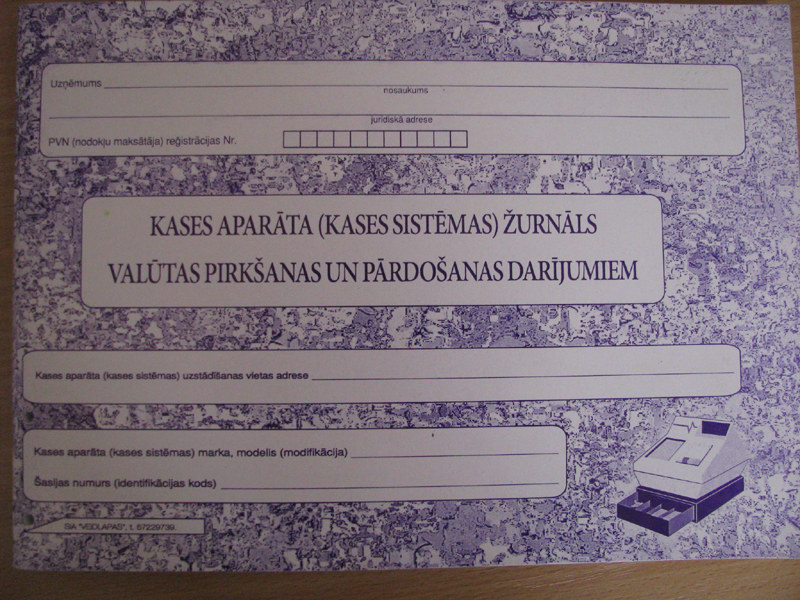 Uzņēmums
nosaukums
juridiskā adrese
PVN (nodokļu maksātāja) reģistrācijas Nr.
KASES APARĀTA (KASES SISTĒMAS) ŽURNĀLS
VALŪTAS PIRKŠANAS UN PĀRDOŠANAS DARĪJUMIEM
Kases aparāta (kases sistēmas) uzstādīšanas vietas adrese
Kases aparāta (kases sistēmas) marka, modelis (modifikācija)
Šasijas numurs (identifikācijas kods)
SIA "VEIDLAPAS", t. 67229739.